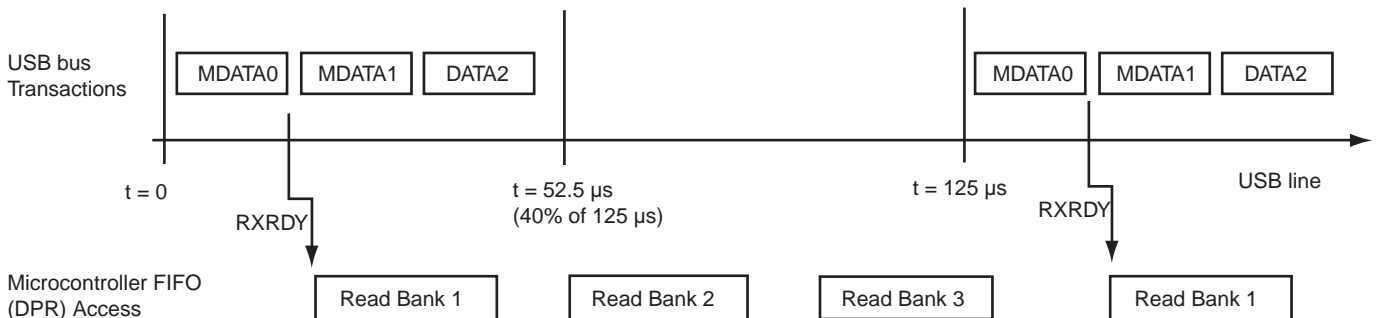 USB bus
Transactions
MDATA0
MDATA1
DATA2
MDATA0
MDATA1
DATA2
t = 0
t = 52.5 µs
(40% of 125 µs)
t = 125 µs
USB line
RXRDY
RXRDY
Microcontroller FIFO
(DPR) Access
Read Bank 1
Read Bank 2
Read Bank 3
Read Bank 1